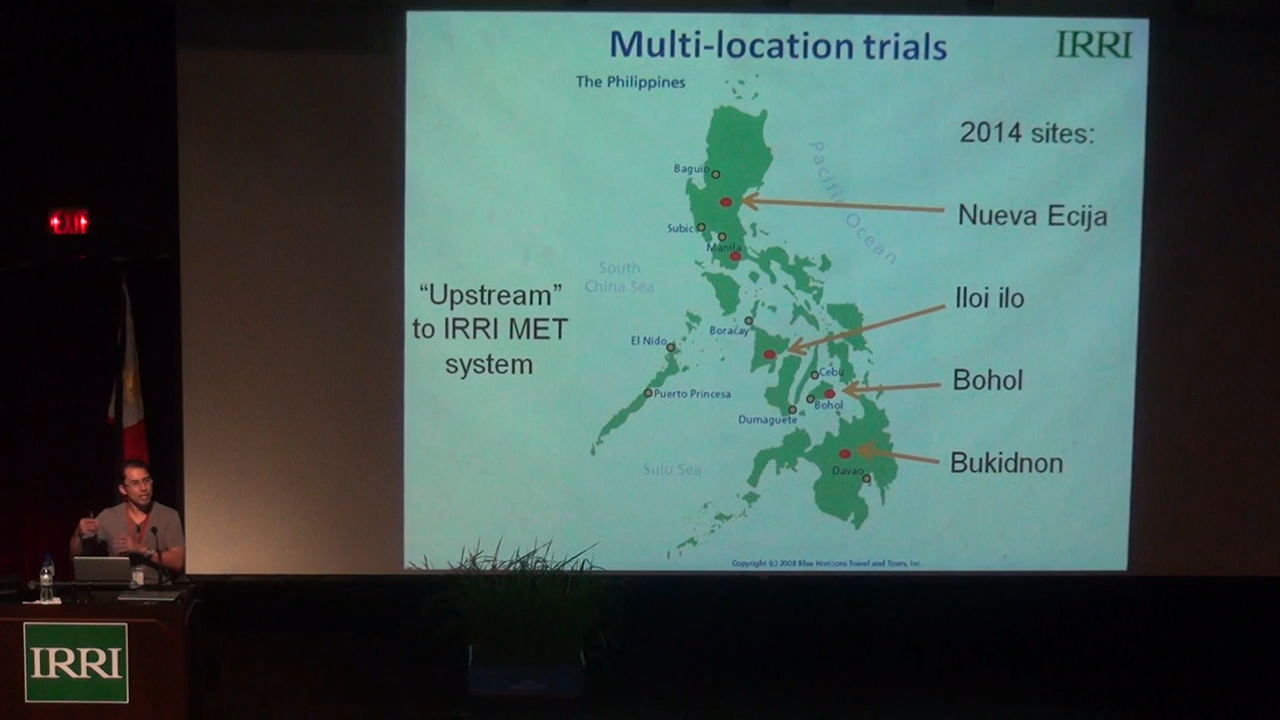 Multi-location trials
IRRI
The Philippines
2014 sites:
Baguio
Pacific Ocean
Nueva Ecija
Subic
Manila
South
China Sea
"Upstream"
to IRRI MET
system
Iloi ilo
Boracay
El Nido
Cebu
Bohol
Puerto Princesa
Bohol
Dumaguete
Sulu Sea
Davao
Bukidnon
Copyright (c) 2008 Blue Horizons Travel and Tours, Inc.
EXIT
IRRI